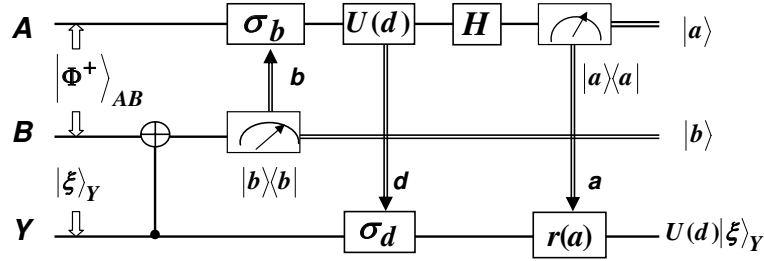 A σ_b U(d) H |a⟩
|Φ⁺⟩_AB b |a⟩⟨a|
B |b⟩
|ξ⟩_Y |b⟩⟨b| d a
Y σ_d r(a) U(d)|ξ⟩_Y